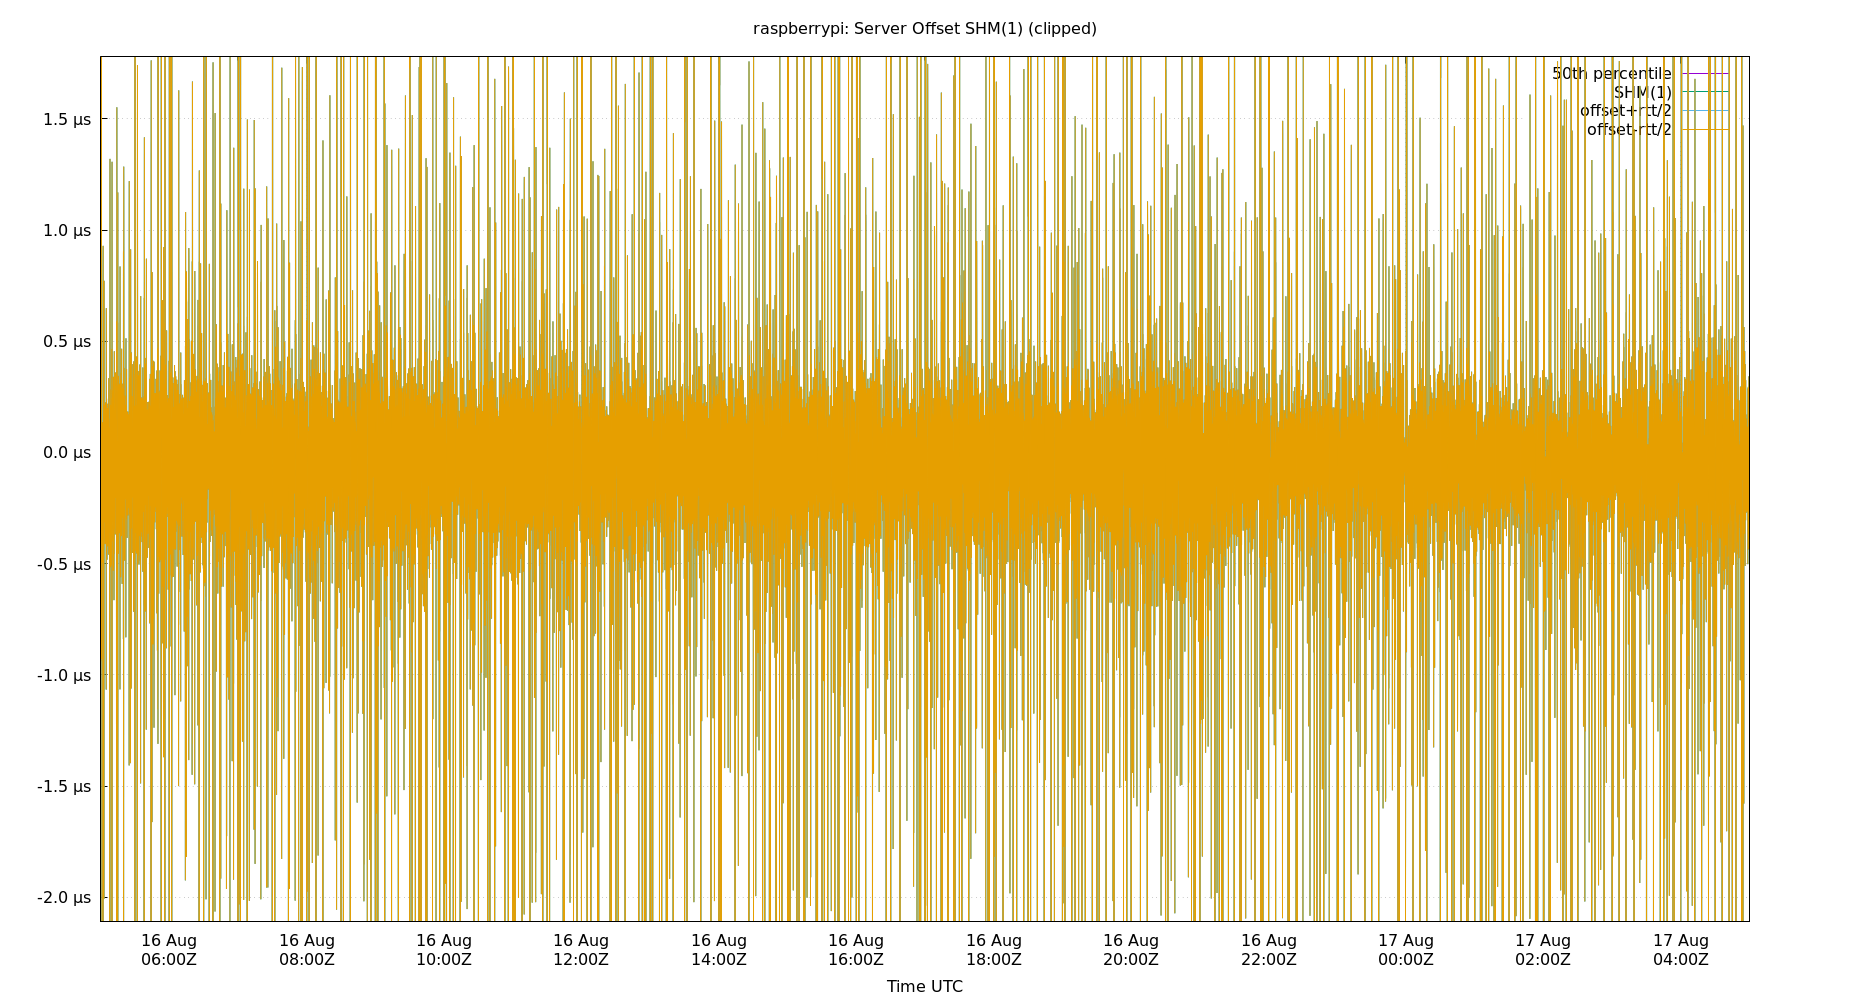 raspberrypi: Server Offset SHM(1) (clipped)
50th percentile
SHM(1)
offset+rtt/2
offset-rtt/2
1.5 µs
1.0 µs
0.5 µs
0.0 µs
-0.5 µs
-1.0 µs
-1.5 µs
-2.0 µs
16 Aug 16 Aug 16 Aug 16 Aug 16 Aug 16 Aug 16 Aug 16 Aug 16 Aug 17 Aug 17 Aug 17 Aug
06:00Z 08:00Z 10:00Z 12:00Z 14:00Z 16:00Z 18:00Z 20:00Z 22:00Z 00:00Z 02:00Z 04:00Z
Time UTC